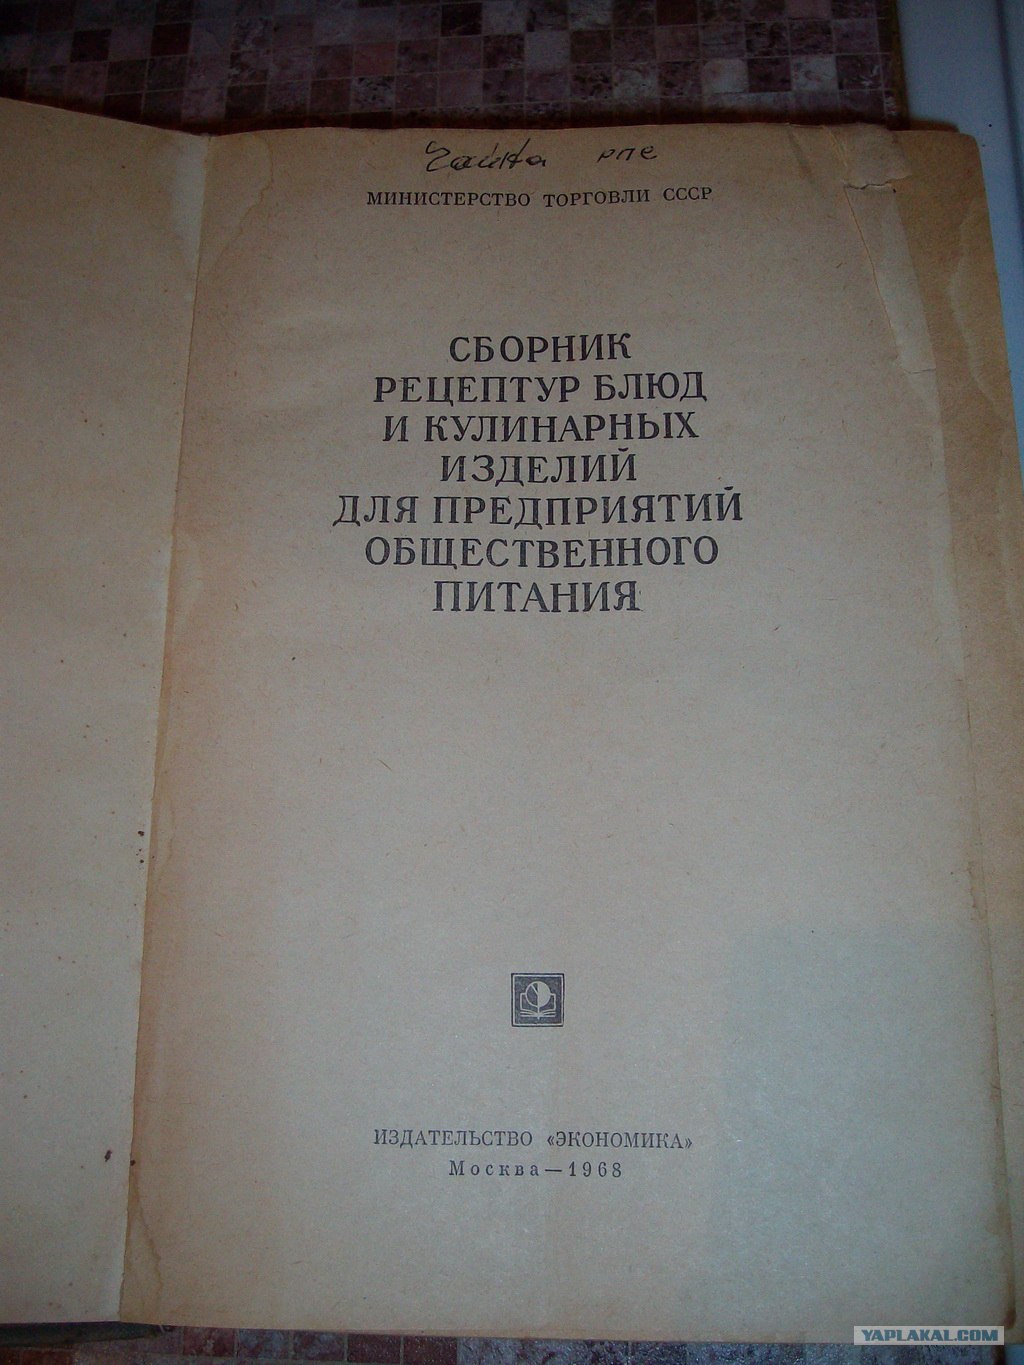 Чайка рпе
МИНИСТЕРСТВО ТОРГОВЛИ СССР
СБОРНИК
РЕЦЕПТУР БЛЮД
И КУЛИНАРНЫХ
ИЗДЕЛИЙ
ДЛЯ ПРЕДПРИЯТИЙ
ОБЩЕСТВЕННОГО
ПИТАНИЯ
ИЗДАТЕЛЬСТВО «ЭКОНОМИКА»
Москва—1968
YAPLAKAL.COM